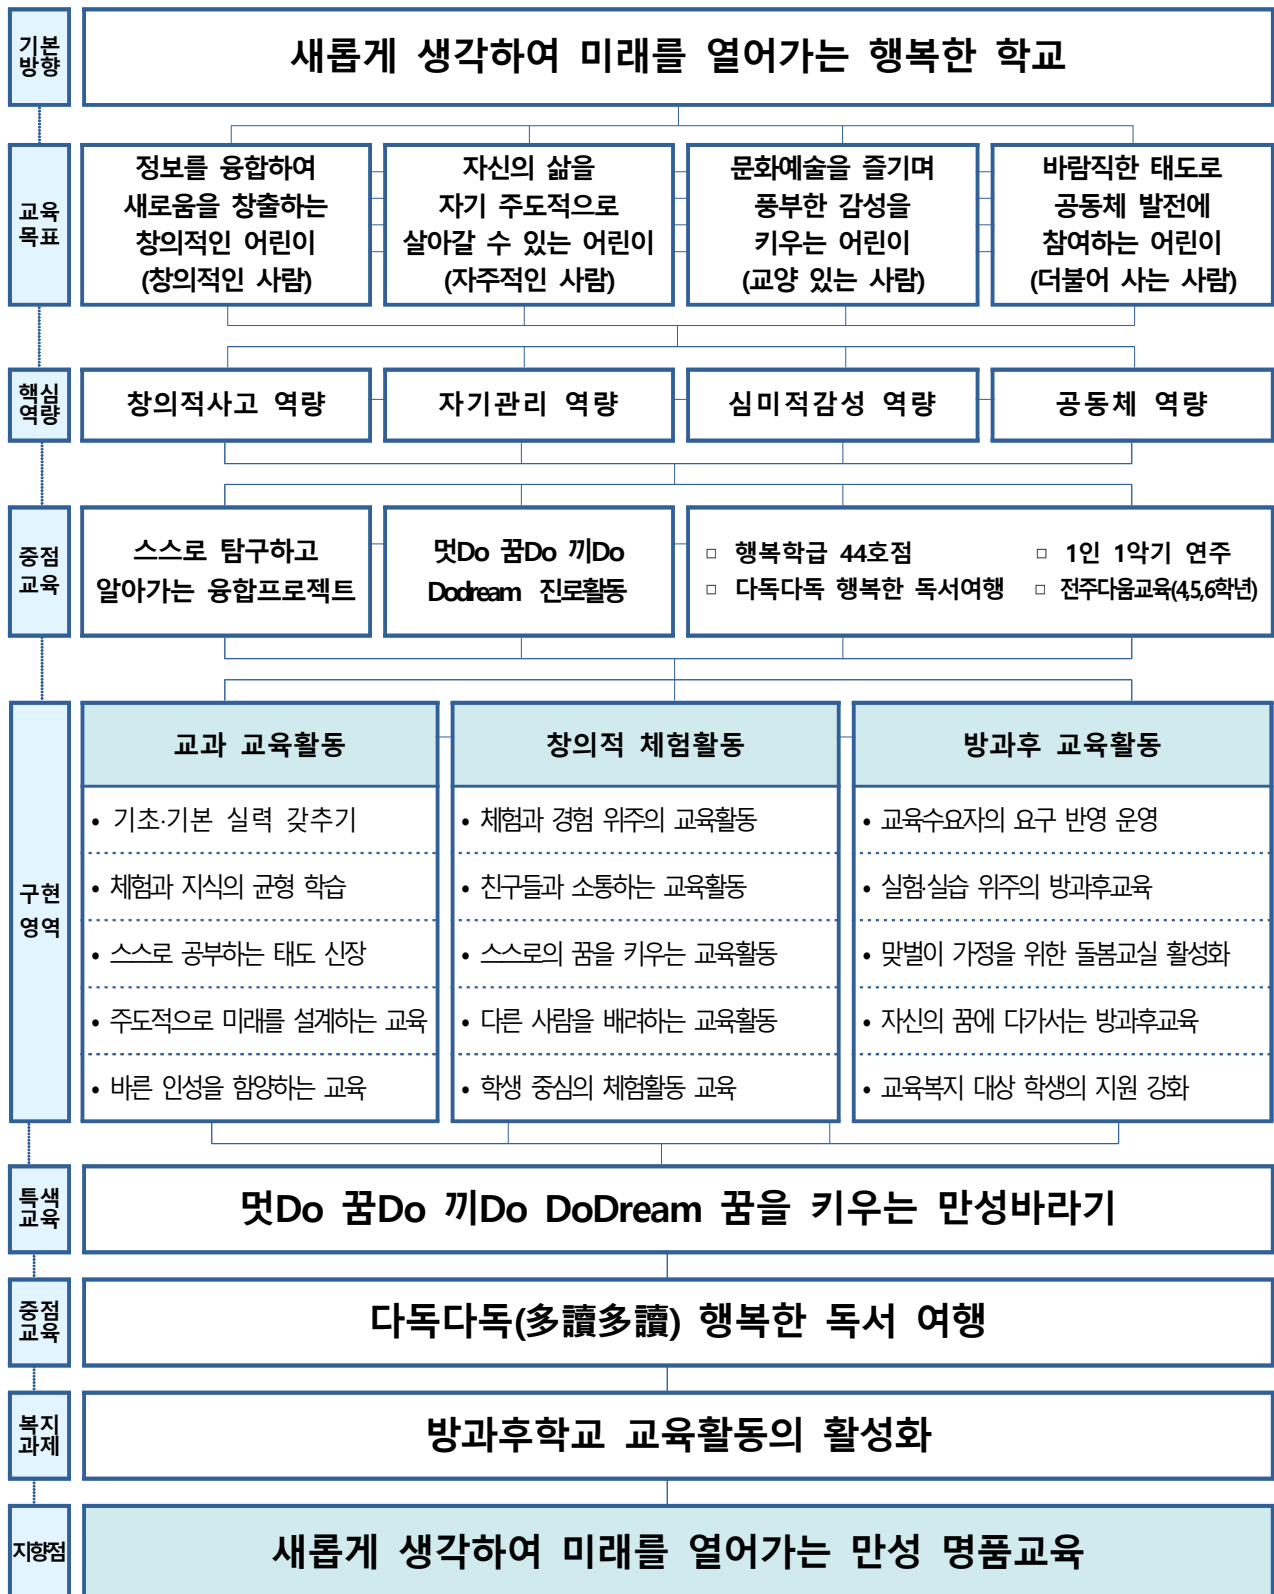 기본
방향
새롭게 생각하여 미래를 열어가는 행복한 학교
교육
목표
정보를 융합하여
새로움을 창출하는
창의적인 어린이
(창의적인 사람)
자신의 삶을
자기 주도적으로
살아갈 수 있는 어린이
(자주적인 사람)
문화예술을 즐기며
풍부한 감성을
키우는 어린이
(교양 있는 사람)
바람직한 태도로
공동체 발전에
참여하는 어린이
(더불어 사는 사람)
핵심
역량
창의적사고 역량
자기관리 역량
심미적감성 역량
공동체 역량
중점
교육
스스로 탐구하고
알아가는 융합프로젝트
멋Do 꿈Do 끼Do
Dodream 진로활동
□ 행복학급 44호점
□ 1인 1악기 연주
□ 다독다독 행복한 독서여행
□ 전주다움교육(4,5,6학년)
구현
영역
교과 교육활동
• 기초·기본 실력 갖추기
• 체험과 지식의 균형 학습
• 스스로 공부하는 태도 신장
• 주도적으로 미래를 설계하는 교육
• 바른 인성을 함양하는 교육
창의적 체험활동
• 체험과 경험 위주의 교육활동
• 친구들과 소통하는 교육활동
• 스스로의 꿈을 키우는 교육활동
• 다른 사람을 배려하는 교육활동
• 학생 중심의 체험활동 교육
방과후 교육활동
• 교육수요자의 요구 반영 운영
• 실험·실습 위주의 방과후교육
• 맞벌이 가정을 위한 돌봄교실 활성화
• 자신의 꿈에 다가서는 방과후교육
• 교육복지 대상 학생의 지원 강화
특색
교육
멋Do 꿈Do 끼Do DoDream 꿈을 키우는 만성바라기
중점
교육
다독다독(多讀多讀) 행복한 독서 여행
복지
과제
방과후학교 교육활동의 활성화
지향점
새롭게 생각하여 미래를 열어가는 만성 명품교육